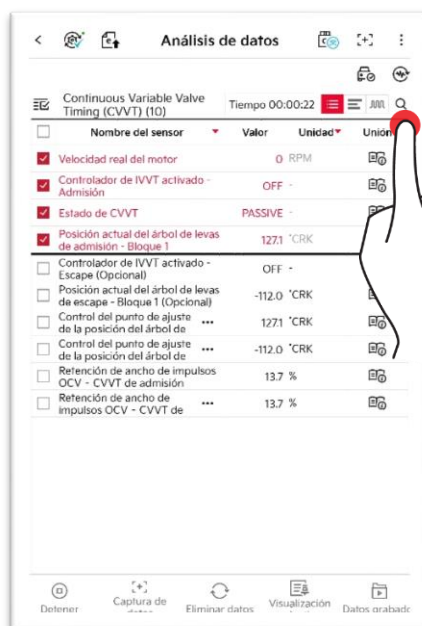 Análisis de datos
Continuous Variable Valve
Timing (CVVT) (10)
Tiempo 00:00:22
Nombre del sensor Valor Unidad Unión
Velocidad real del motor 0 RPM
Controlador de IVVT activado -
Admisión
OFF -
Estado de CVVT PASSIVE -
Posición actual del árbol de levas
de admisión - Bloque 1
127.1 °CRK
Controlador de IVVT activado -
Escape (Opcional)
OFF -
Posición actual del árbol de levas
de escape - Bloque 1 (Opcional)
-112.0 °CRK
Control del punto de ajuste
de la posición del árbol de
••• 127.1 °CRK
Control del punto de ajuste
de la posición del árbol de
••• -112.0 °CRK
Retención de ancho de impulsos
OCV - CVVT de admisión
13.7 %
Retención de ancho de
impulsos OCV - CVVT de
••• 13.7 %
Detener
Captura de
Eliminar datos
Visualización
Datos grabado